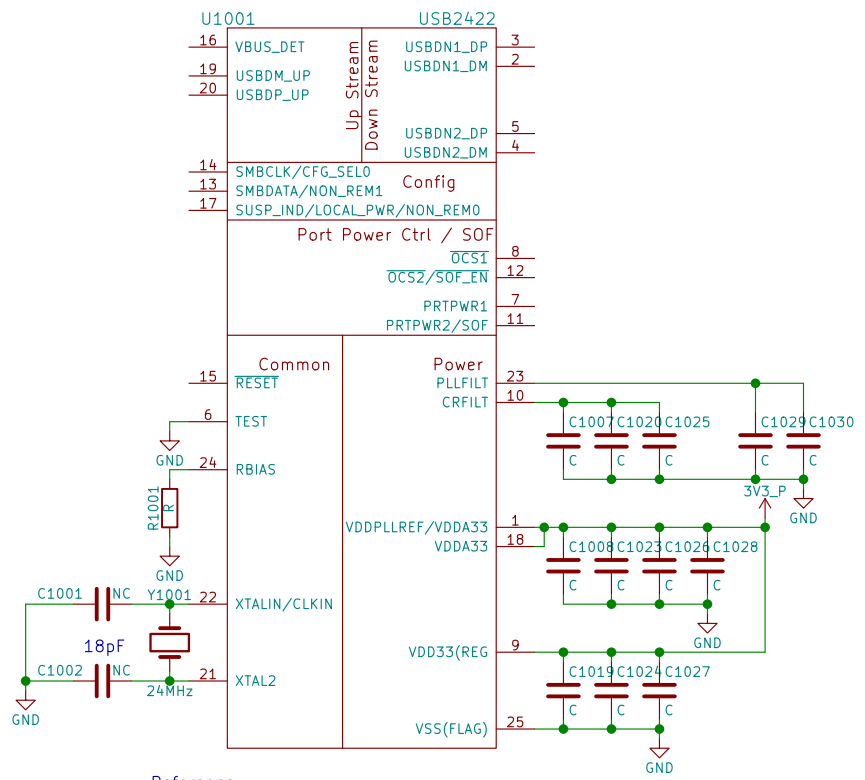 U1001 USB2422
16 VBUS_DET
19 USBDM_UP
20 USBDP_UP
Up Stream
Down Stream
USBDN1_DP 3
USBDN1_DM 2
USBDN2_DP 5
USBDN2_DM 4
14 SMBCLK/CFG_SEL0
13 SMBDATA/NON_REM1
17 SUSP_IND/LOCAL_PWR/NON_REM0
Config
Port Power Ctrl / SOF
OCS1 8
OCS2/SOF_EN 12
PRTPWR1 7
PRTPWR2/SOF 11
Common
Power
15 RESET
6 TEST
GND
24 RBIAS
R1001
R
GND
PLLFILT 23
CRFILT 10
C1007 C1020 C1025 C1029 C1030
C C C C C
3V3_P
GND
VDDPLLREF/VDDA33 1
VDDA33 18
C1008 C1023 C1026 C1028
C C C C
GND
C1001 NC Y1001
22 XTALIN/CLKIN
18pF
C1002 NC
24MHz
21 XTAL2
GND
VDD33(REG 9
C1019 C1024 C1027
C C C
VSS(FLAG) 25
GND